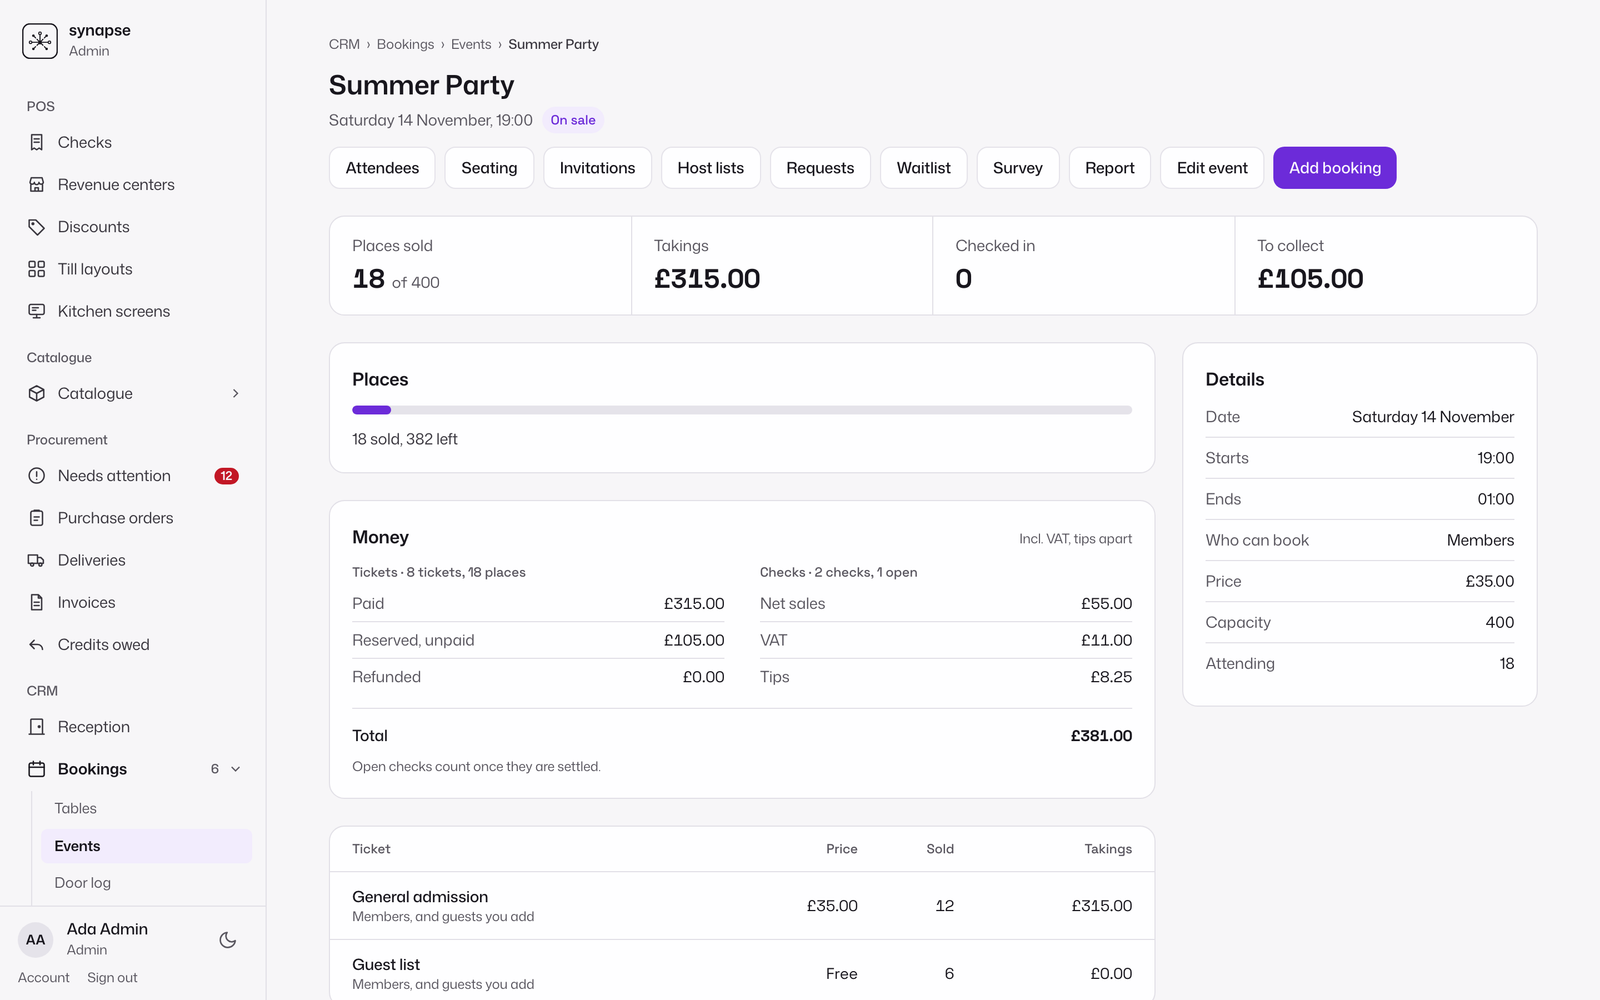 synapse
Admin
POS
Checks
Revenue centers
Discounts
Till layouts
Kitchen screens
Catalogue
Catalogue
Procurement
Needs attention 12
Purchase orders
Deliveries
Invoices
Credits owed
CRM
Reception
Bookings 6
Tables
Events
Door log
AA
Ada Admin
Admin
Account Sign out
CRM › Bookings › Events › Summer Party
Summer Party
Saturday 14 November, 19:00 On sale
Attendees Seating Invitations Host lists Requests Waitlist Survey Report Edit event Add booking
Places sold Takings Checked in To collect
18 of 400 £315.00 0 £105.00
Places
18 sold, 382 left
Money Incl. VAT, tips apart
Tickets · 8 tickets, 18 places Checks · 2 checks, 1 open
Paid £315.00 Net sales £55.00
Reserved, unpaid £105.00 VAT £11.00
Refunded £0.00 Tips £8.25
Total £381.00
Open checks count once they are settled.
Ticket Price Sold Takings
General admission £35.00 12 £315.00
Members, and guests you add
Guest list Free 6 £0.00
Members, and guests you add
Details
Date Saturday 14 November
Starts 19:00
Ends 01:00
Who can book Members
Price £35.00
Capacity 400
Attending 18